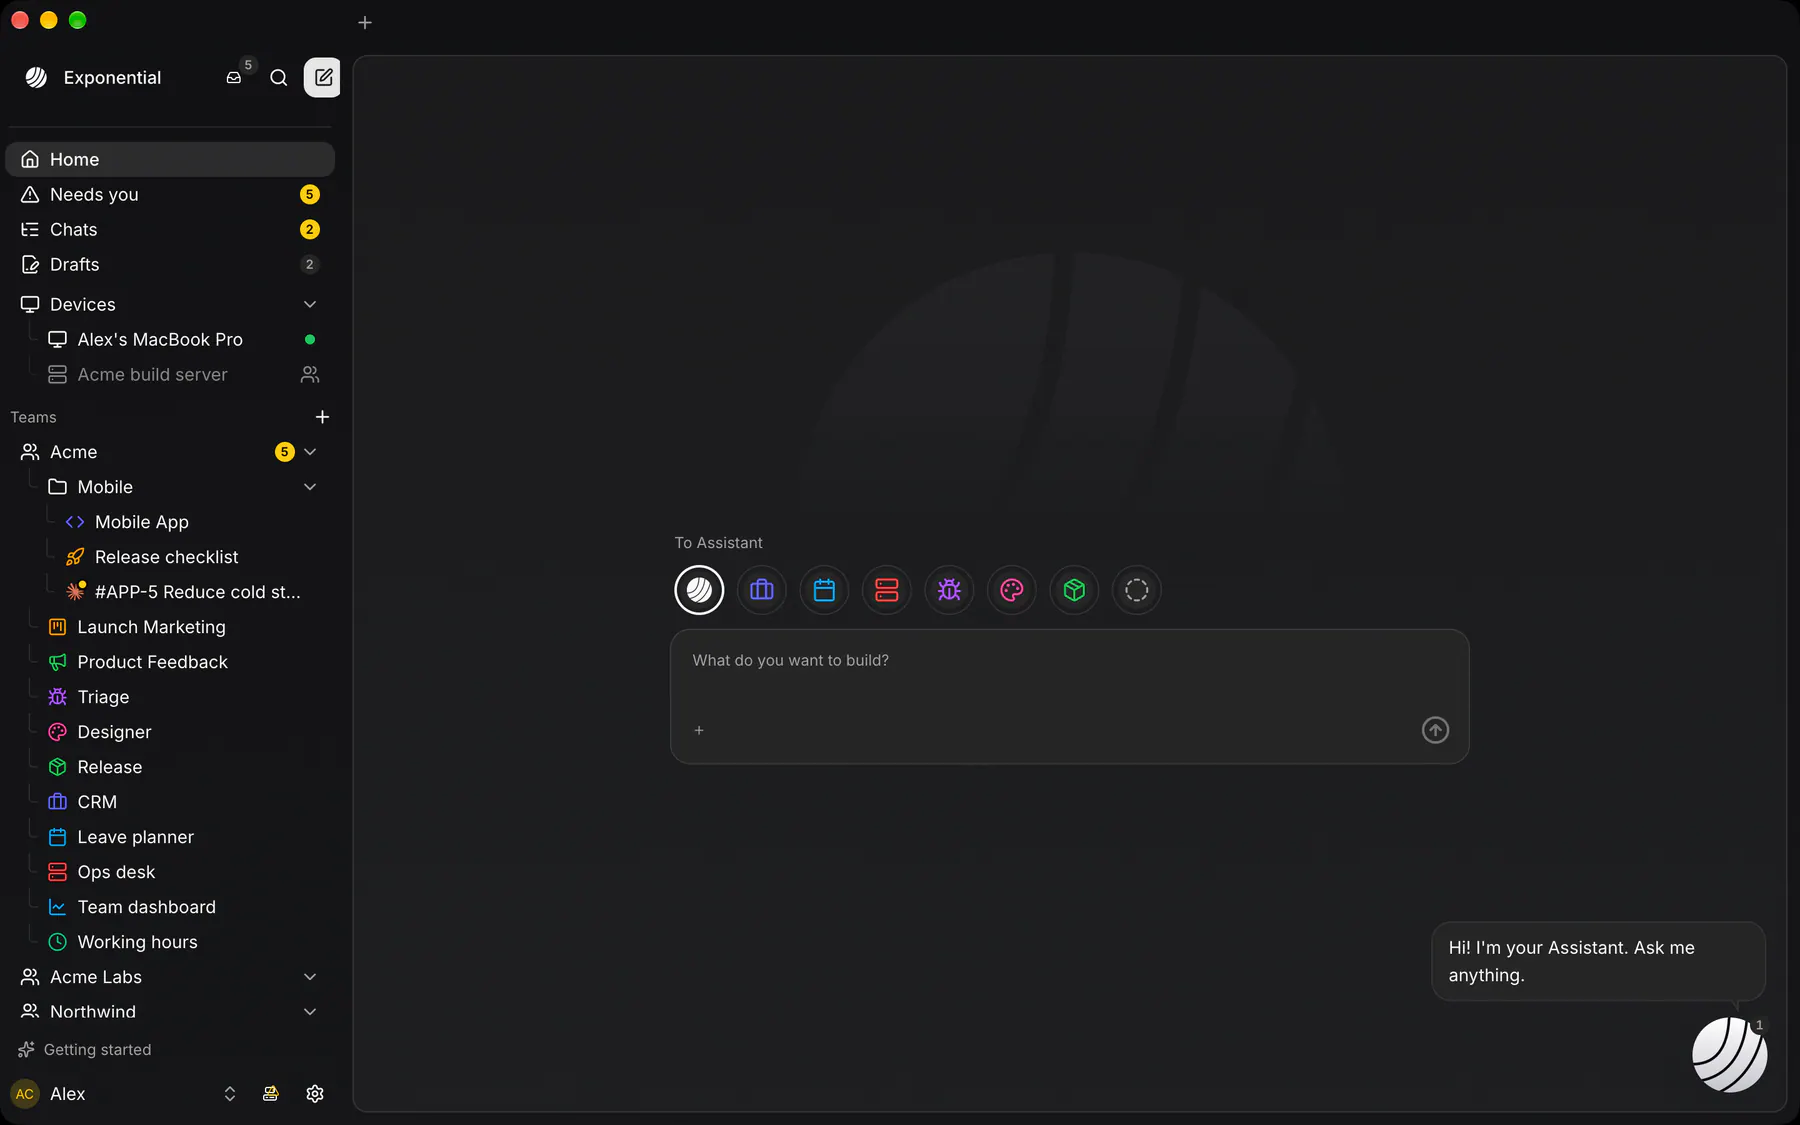 Exponential
5
Home
Needs you
5
Chats
2
Drafts
2
Devices
Alex's MacBook Pro
Acme build server
Teams
Acme
5
Mobile
Mobile App
Release checklist
#APP-5 Reduce cold st...
Launch Marketing
Product Feedback
Triage
Designer
Release
CRM
Leave planner
Ops desk
Team dashboard
Working hours
Acme Labs
Northwind
Getting started
AC
Alex
To Assistant
What do you want to build?
Hi! I'm your Assistant. Ask me
anything.
1